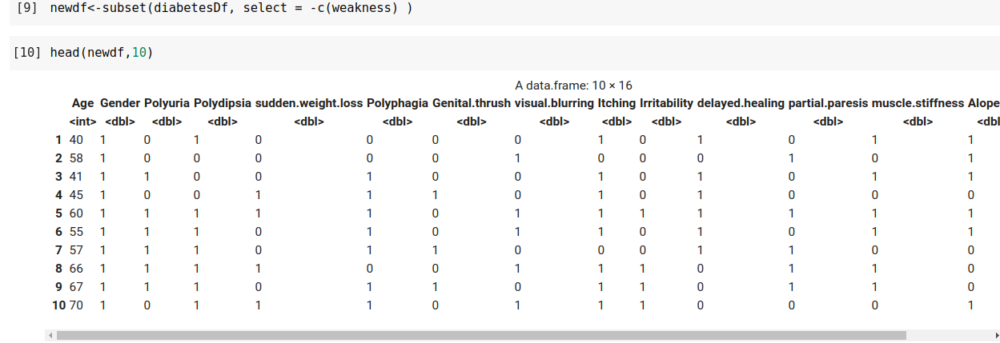 [9] newdf<-subset(diabetesDf, select = -c(weakness) )
[10] head(newdf,10)
A data.frame: 10 × 16
Age Gender Polyuria Polydipsia sudden.weight.loss Polyphagia Genital.thrush visual.blurring Itching Irritability delayed.healing partial.paresis muscle.stiffness Alope
<int> <dbl> <dbl> <dbl> <dbl> <dbl> <dbl> <dbl> <dbl> <dbl> <dbl> <dbl> <dbl> <dbl
1 40 1 0 1 0 0 0 0 1 0 1 0 1 1
2 58 1 0 0 0 0 0 1 0 0 0 1 0 1
3 41 1 1 0 0 1 0 0 1 0 1 0 1 1
4 45 1 0 0 1 1 1 0 1 0 1 0 0 0
5 60 1 1 1 1 1 0 1 1 1 1 1 1 1
6 55 1 1 1 0 1 0 1 1 0 1 0 1 1
7 57 1 1 1 0 1 1 0 0 0 1 1 0 0
8 66 1 1 1 1 0 0 1 1 1 0 1 1 0
9 67 1 1 1 0 1 1 0 1 1 0 1 1 0
10 70 1 0 1 1 1 0 1 1 1 0 0 0 1